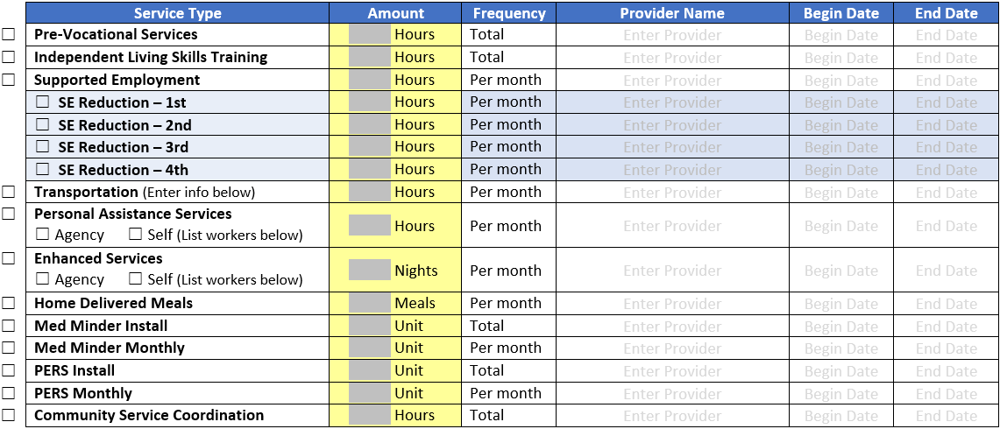 Service Type Amount Frequency Provider Name Begin Date End Date
☐ Pre-Vocational Services Hours Total Enter Provider Begin Date End Date
☐ Independent Living Skills Training Hours Total Enter Provider Begin Date End Date
☐ Supported Employment Hours Per month Enter Provider Begin Date End Date
☐ SE Reduction – 1st Hours Per month Enter Provider Begin Date End Date
☐ SE Reduction – 2nd Hours Per month Enter Provider Begin Date End Date
☐ SE Reduction – 3rd Hours Per month Enter Provider Begin Date End Date
☐ SE Reduction – 4th Hours Per month Enter Provider Begin Date End Date
☐ Transportation (Enter info below) Hours Per month Enter Provider Begin Date End Date
☐ Personal Assistance Services
☐ Agency ☐ Self (List workers below) Hours Per month Enter Provider Begin Date End Date
☐ Enhanced Services
☐ Agency ☐ Self (List workers below) Nights Per month Enter Provider Begin Date End Date
☐ Home Delivered Meals Meals Per month Enter Provider Begin Date End Date
☐ Med Minder Install Unit Total Enter Provider Begin Date End Date
☐ Med Minder Monthly Unit Per month Enter Provider Begin Date End Date
☐ PERS Install Unit Total Enter Provider Begin Date End Date
☐ PERS Monthly Unit Per month Enter Provider Begin Date End Date
☐ Community Service Coordination Hours Total Enter Provider Begin Date End Date